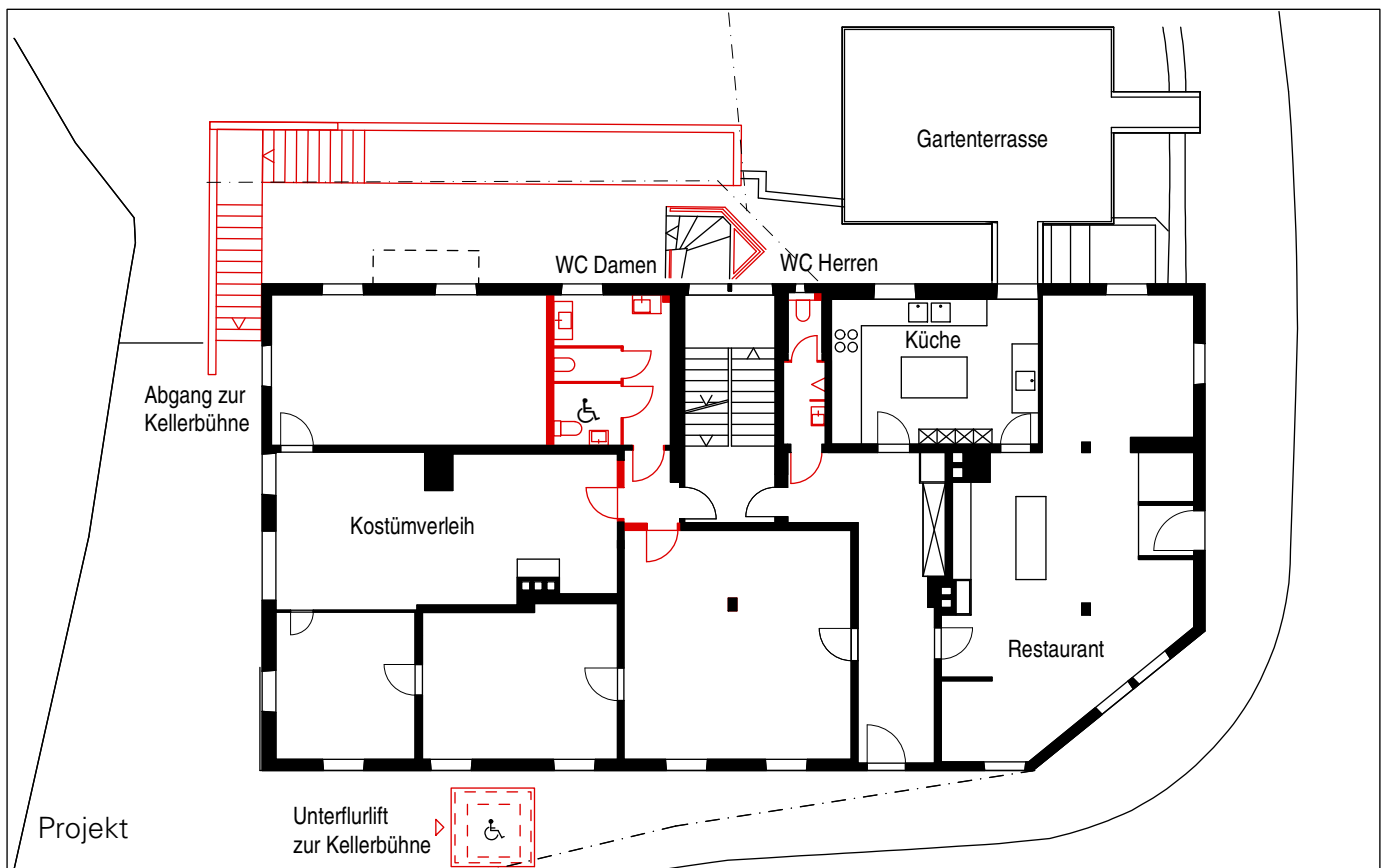 Gartenterrasse
WC Damen
WC Herren
Küche
Abgang zur
Kellerbühne
Kostümverleih
Restaurant
Unterflurlift
zur Kellerbühne
Projekt